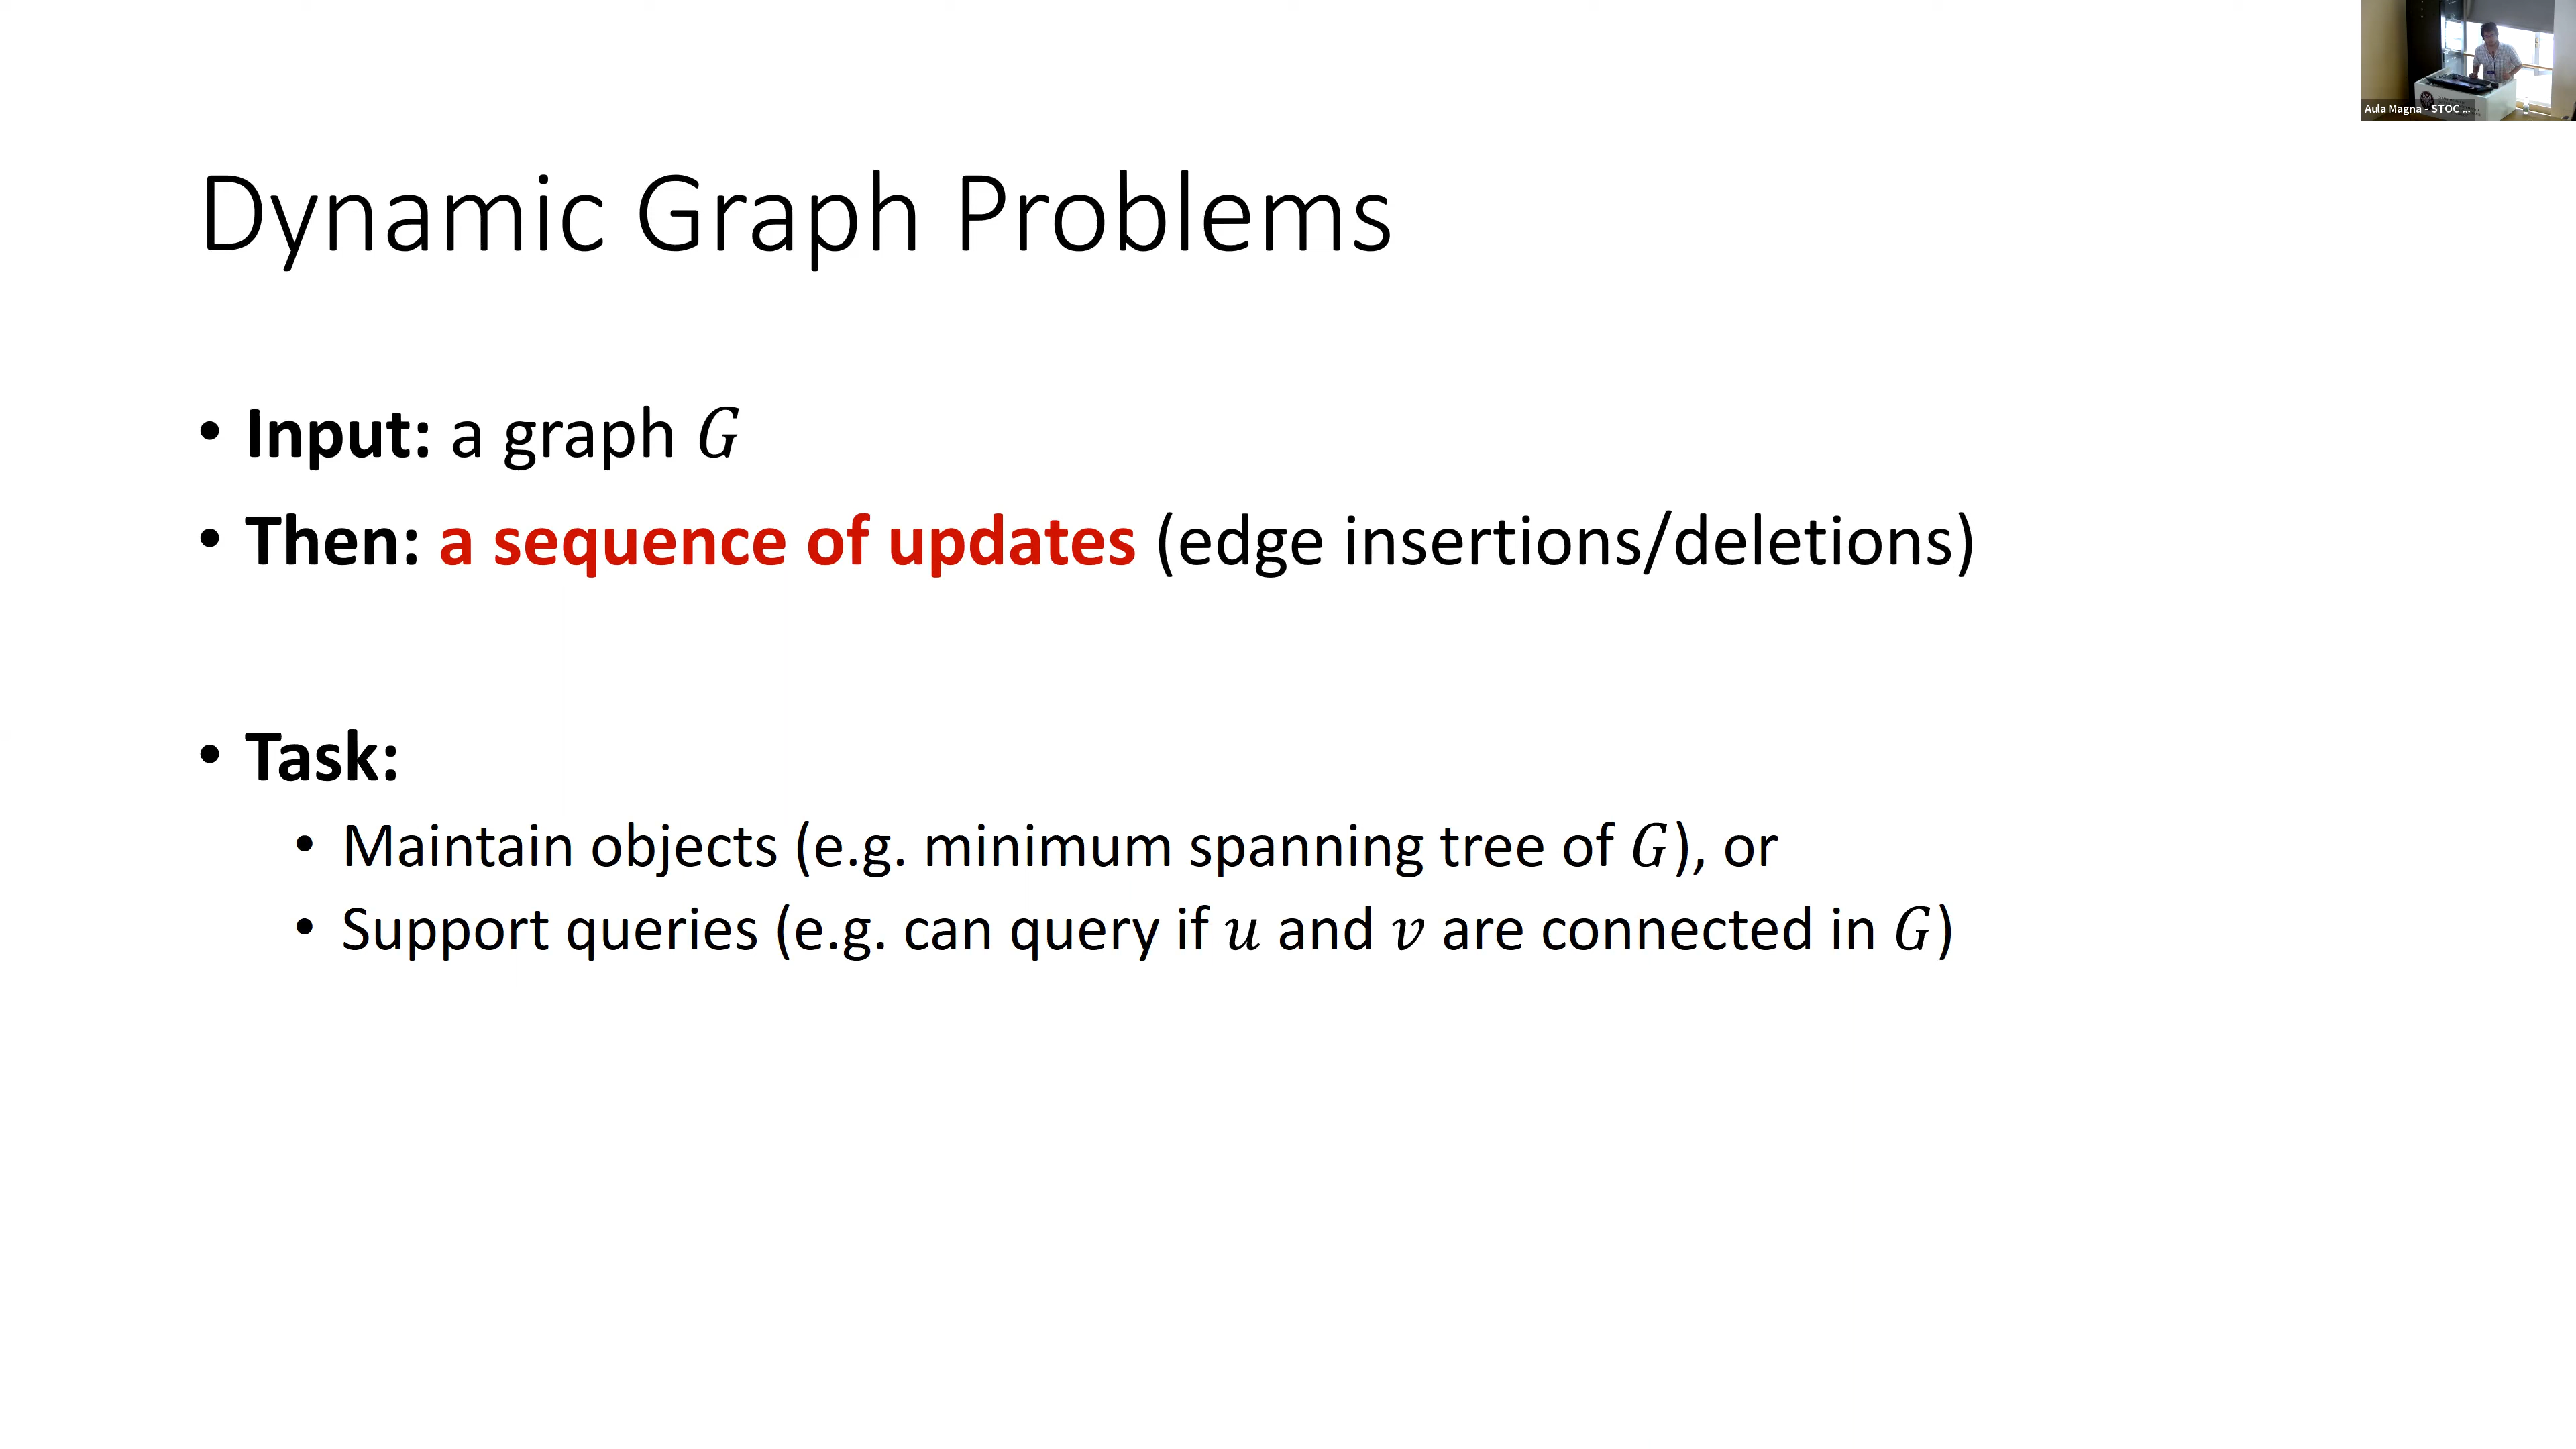 Aula Magna - STOC ...
Dynamic Graph Problems
• Input: a graph G
• Then: a sequence of updates (edge insertions/deletions)
• Task:
• Maintain objects (e.g. minimum spanning tree of G), or
• Support queries (e.g. can query if u and v are connected in G)